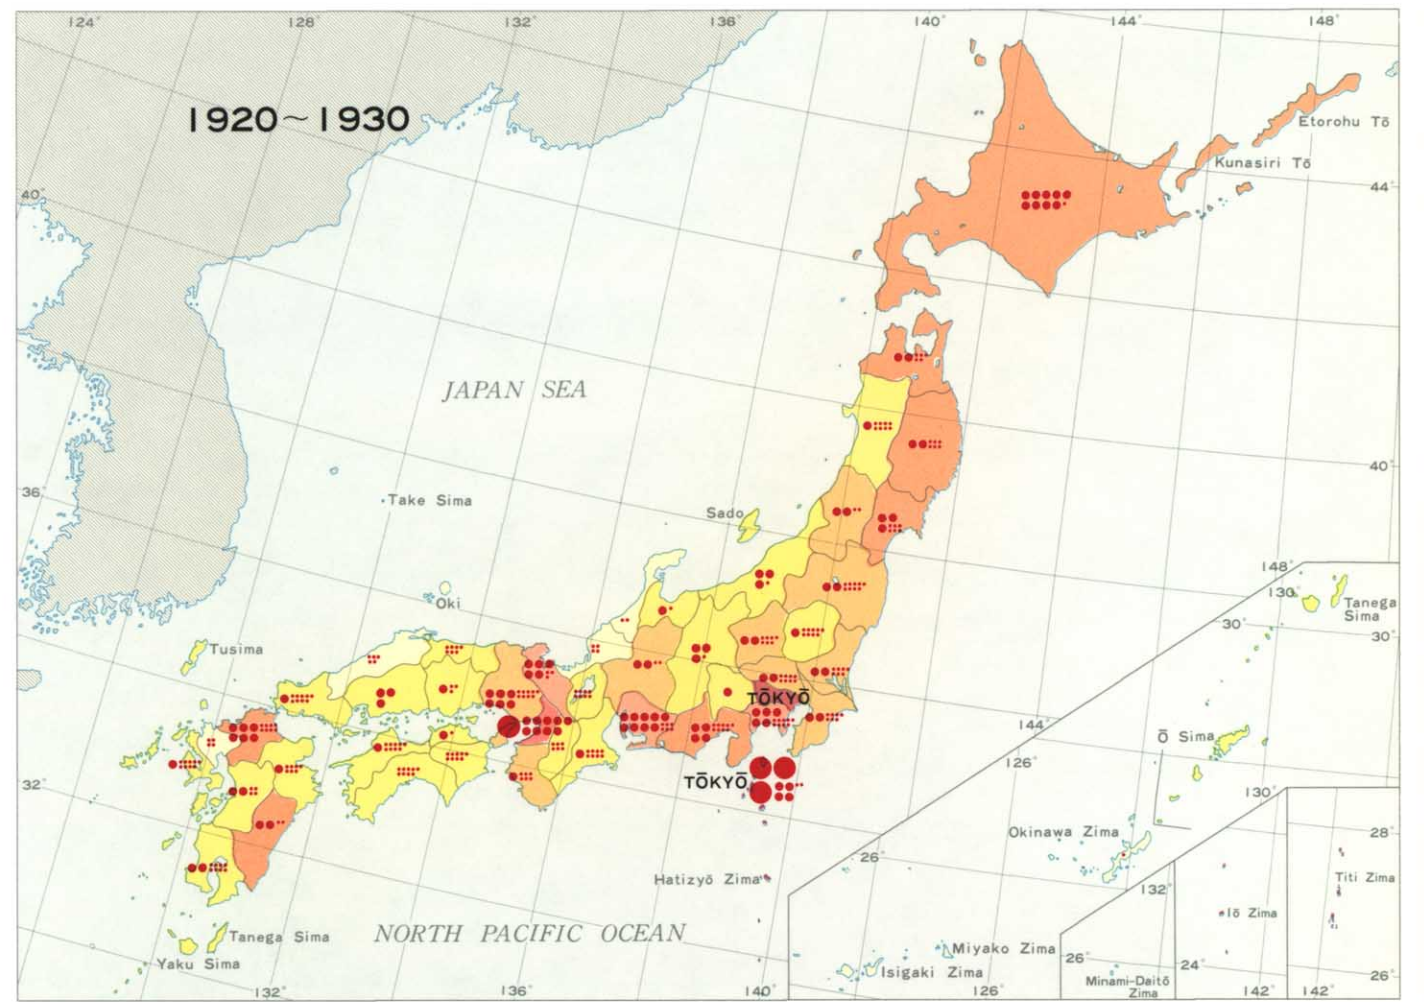 124°
128°
132°
136°
140°
144°
148°
1920~1930
Etorohu Tō
Kunasiri Tō
44°
40°
JAPAN SEA
40°
36°
Take Sima
Sado
148°
130°
Tanega
Sima
30°
30°
Oki
Tusima
TŌKYŌ
144°
Ō Sima
126°
TŌKYŌ
32°
130°
Okinawa Zima
28°
26°
Hatizyō Zima
132°
Titi Zima
Iō Zima
Tanega Sima
NORTH PACIFIC OCEAN
Yaku Sima
Miyako Zima
26°
24°
Isigaki Zima
Minami-Daitō
Zima
26°
132°
136°
140°
126°
142°
142°